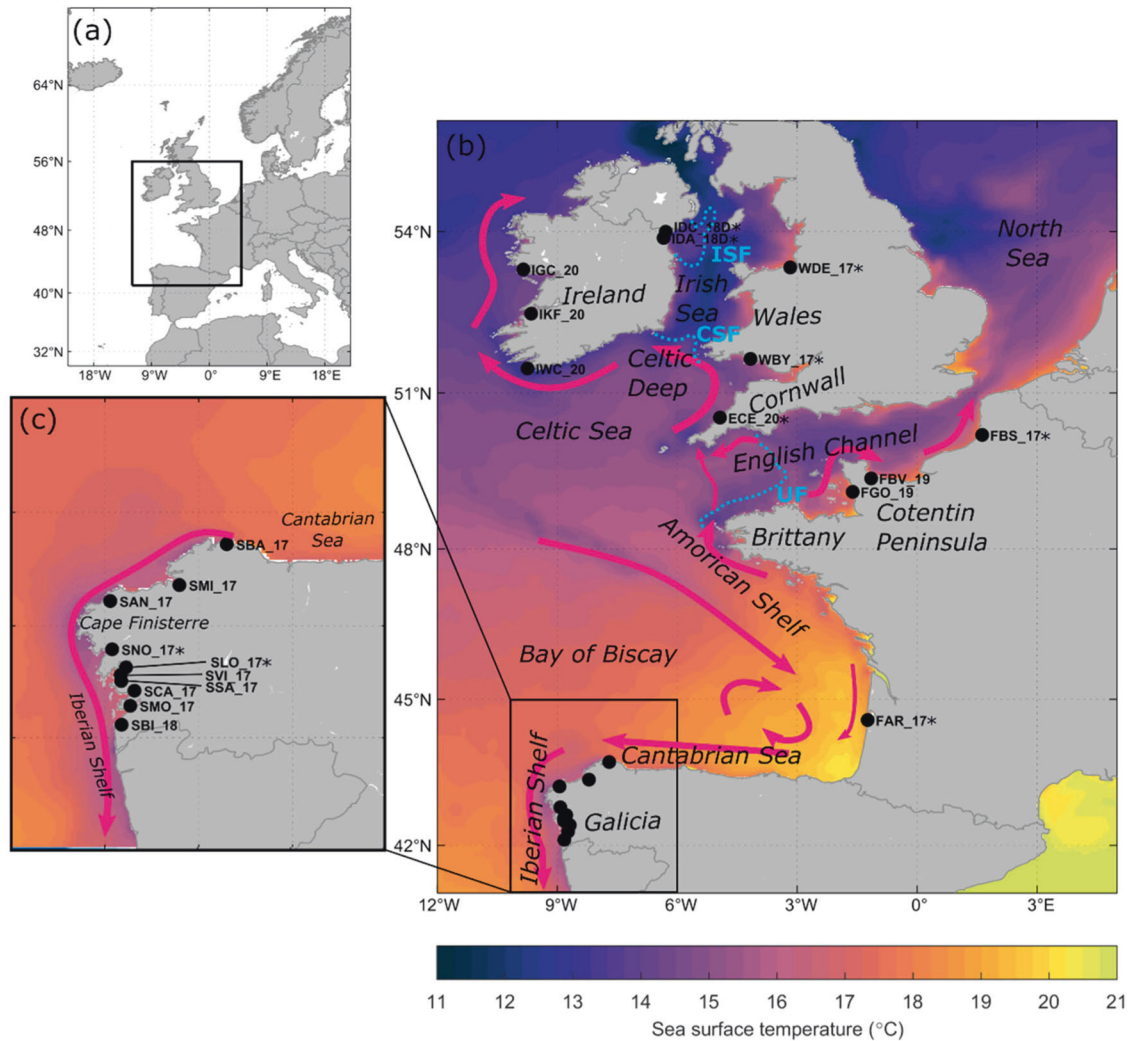 (a)
64°N
56°N
48°N
40°N
32°N
18°W
9°W
0°
9°E
18°E
(b)
54°N
51°N
48°N
45°N
42°N
12°W
9°W
6°W
3°W
0°
3°E
North
Sea
IDC_18D*
IDA_18D*
ISF
IGC_20
WDE_17*
Ireland
Irish
Sea
IKF_20
Wales
CSF
IWC_20
Celtic
Deep
WBY_17*
Cornwall
ECE_20*
Celtic Sea
English Channel
FBS_17*
FBV_19
FGO_19
UF
Cotentin
Peninsula
Brittany
Amorican Shelf
Bay of Biscay
FAR_17*
Cantabrian Sea
Iberian Shelf
Galicia
(c)
Cantabrian
Sea
SBA_17
SMI_17
SAN_17
Cape Finisterre
SNO_17*
SLO_17*
SVI_17
SSA_17
SCA_17
SMO_17
SBI_18
Iberian Shelf
11
12
13
14
15
16
17
18
19
20
21
Sea surface temperature (°C)